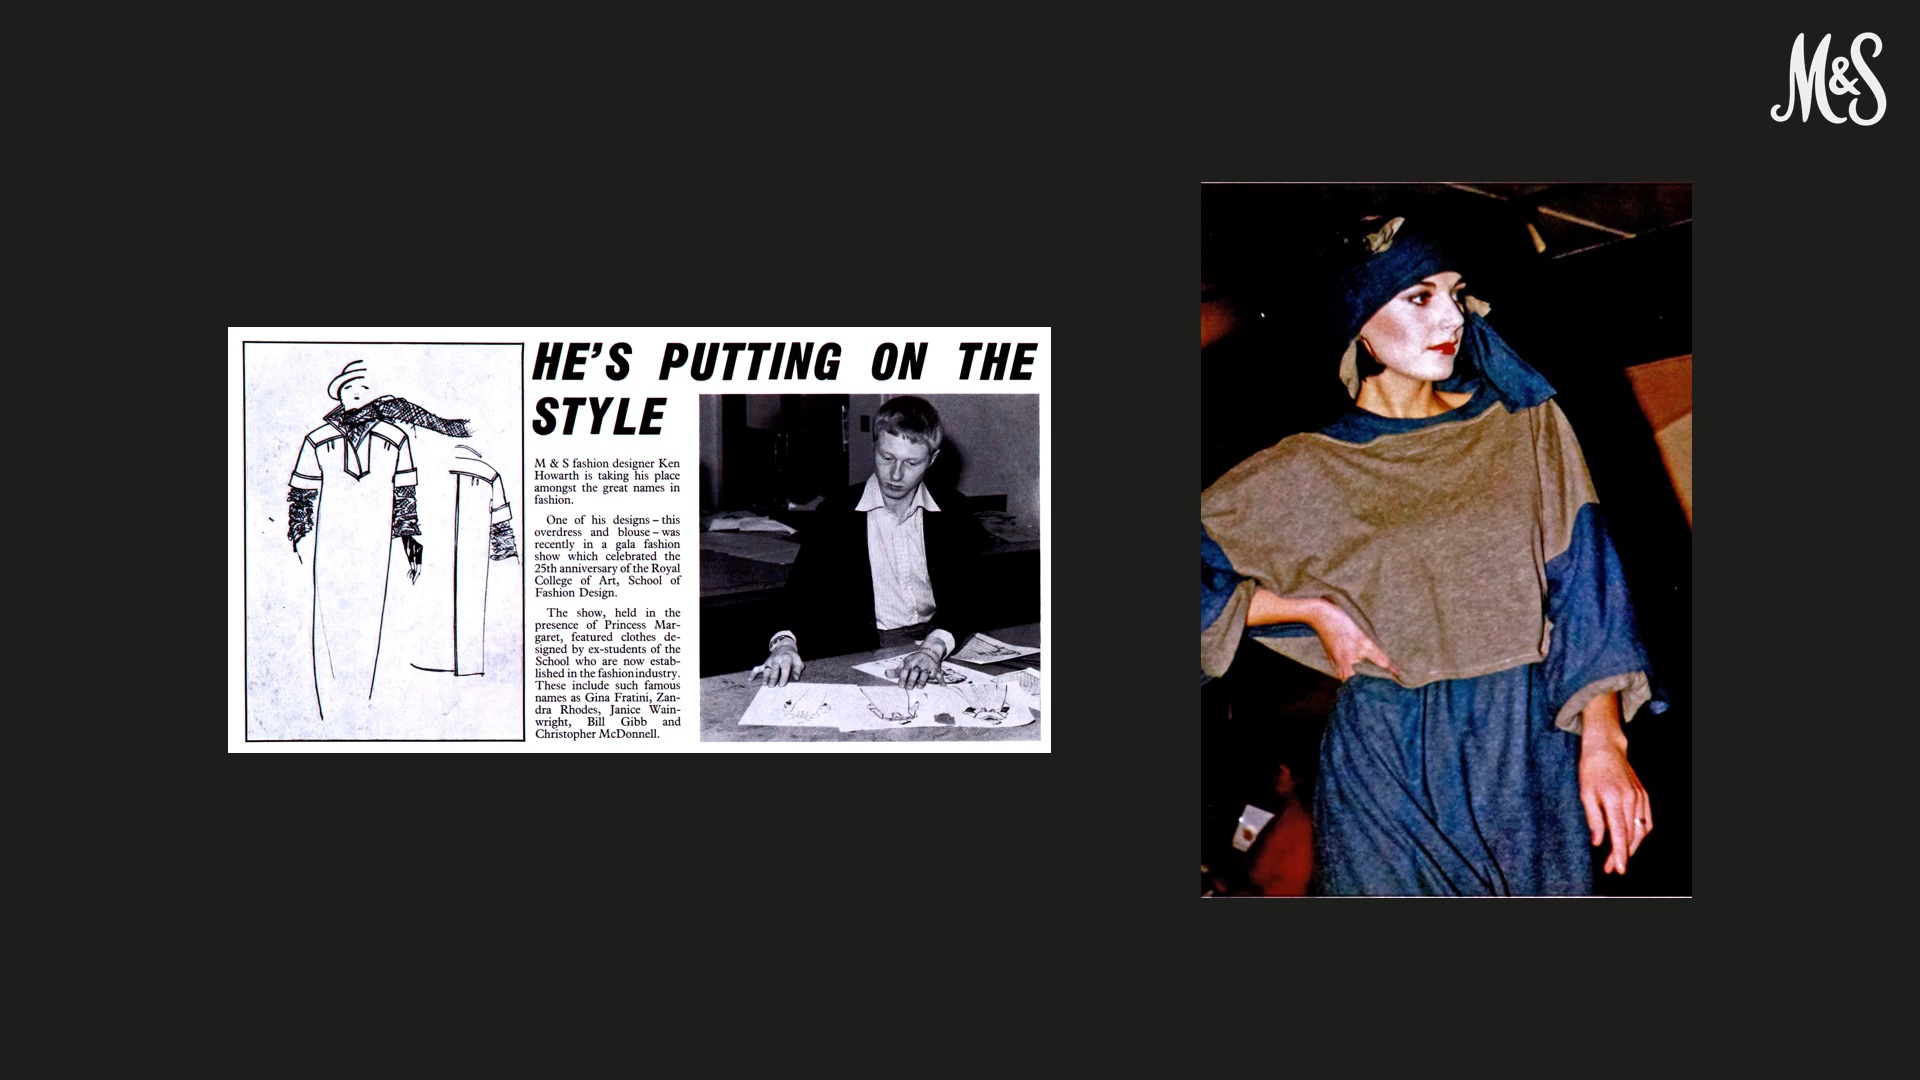 M&S
HE'S PUTTING ON THE
STYLE
M & S fashion designer Ken
Howarth is taking his place
amongst the great names in
fashion.
One of his designs – this
overdress and blouse – was
recently in a gala fashion
show which celebrated the
25th anniversary of the Royal
College of Art, School of
Fashion Design.
The show, held in the
presence of Princess Mar-
garet, featured clothes de-
signed by ex-students of the
School who are now estab-
lished in the fashion industry.
These include such famous
names as Gina Fratini, Zan-
dra Rhodes, Janice Wain-
wright, Bill Gibb and
Christopher McDonnell.